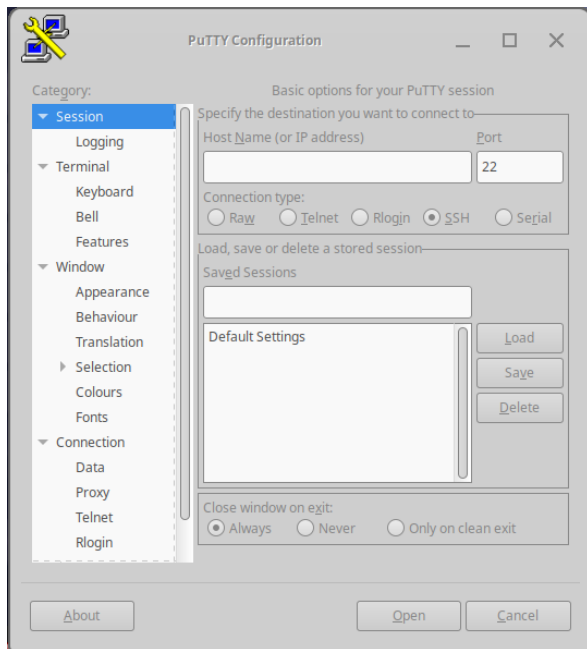 PuTTY Configuration
Category:
Session
Logging
Terminal
Keyboard
Bell
Features
Window
Appearance
Behaviour
Translation
Selection
Colours
Fonts
Connection
Data
Proxy
Telnet
Rlogin
Basic options for your PuTTY session
Specify the destination you want to connect to
Host Name (or IP address) Port
22
Connection type:
Raw Telnet Rlogin SSH Serial
Load, save or delete a stored session
Saved Sessions
Default Settings
Load
Save
Delete
Close window on exit:
Always Never Only on clean exit
About Open Cancel